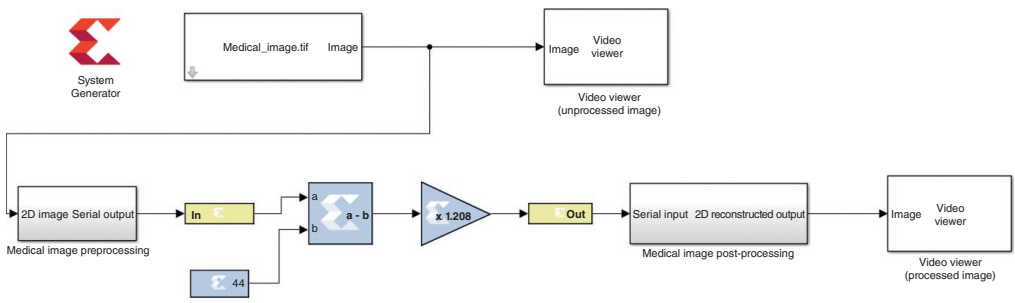 System
Generator
Medical_image.tif Image
Image Video
viewer
Video viewer
(unprocessed image)
2D image Serial output
Medical image preprocessing
In
a
b
a - b
44
x 1.208
Out
Serial input 2D reconstructed output
Medical image post-processing
Image Video
viewer
Video viewer
(processed image)